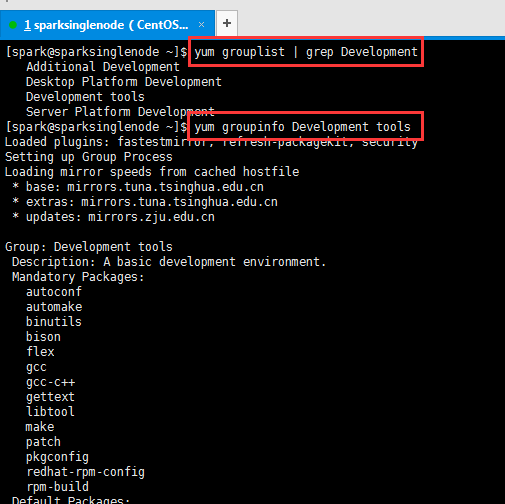 1 sparksinglenode ( CentOS... × +
[spark@sparksinglenode ~]$ yum grouplist | grep Development
Additional Development
Desktop Platform Development
Development tools
Server Platform Development
[spark@sparksinglenode ~]$ yum groupinfo Development tools
Loaded plugins: fastestmirror, refresh-packagekit, security
Setting up Group Process
Loading mirror speeds from cached hostfile
* base: mirrors.tuna.tsinghua.edu.cn
* extras: mirrors.tuna.tsinghua.edu.cn
* updates: mirrors.zju.edu.cn
Group: Development tools
Description: A basic development environment.
Mandatory Packages:
autoconf
automake
binutils
bison
flex
gcc
gcc-c++
gettext
libtool
make
patch
pkgconfig
redhat-rpm-config
rpm-build
Default Packages: